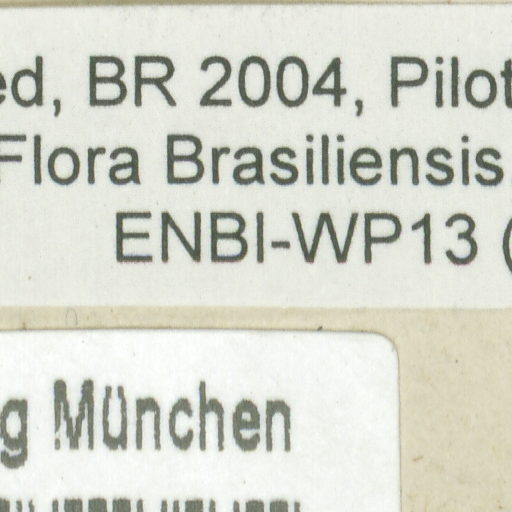 ed, BR 2004, Pilot
Flora Brasiliensis,
ENBI-WP13 (
g München